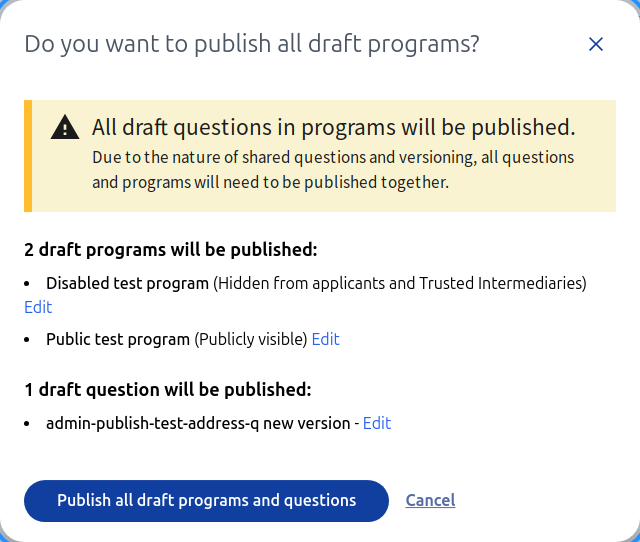 Do you want to publish all draft programs?
All draft questions in programs will be published.
Due to the nature of shared questions and versioning, all questions
and programs will need to be published together.
2 draft programs will be published:
• Disabled test program (Hidden from applicants and Trusted Intermediaries)
Edit
• Public test program (Publicly visible) Edit
1 draft question will be published:
• admin-publish-test-address-q new version - Edit
Publish all draft programs and questions
Cancel